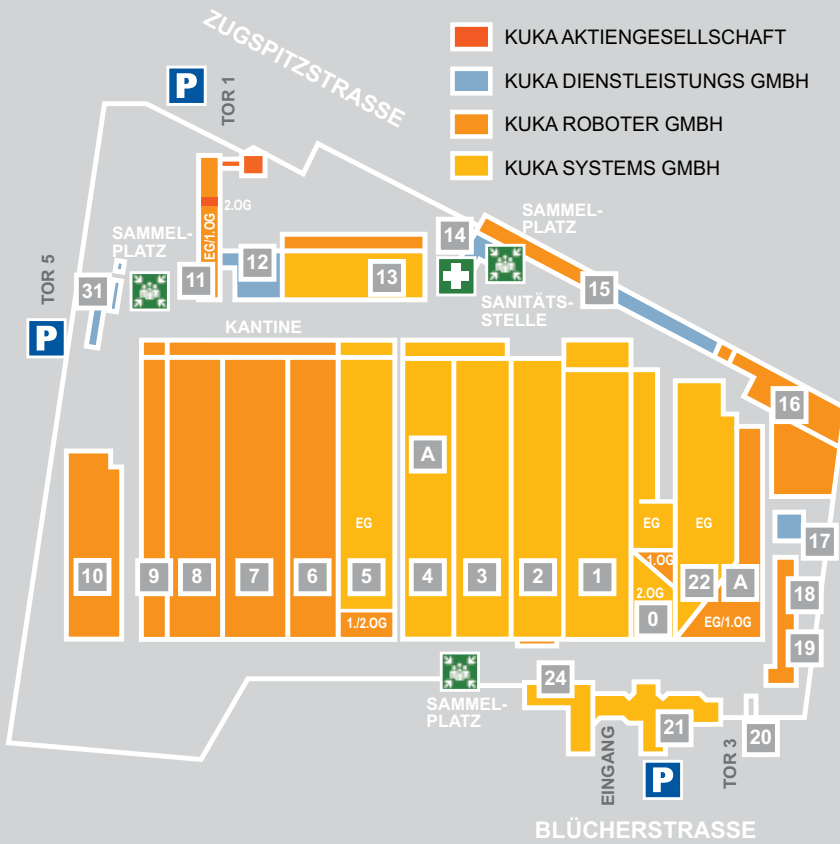 ZUGSPITZSTRASSE
KUKA AKTIENGESELLSCHAFT
KUKA DIENSTLEISTUNGS GMBH
KUKA ROBOTER GMBH
KUKA SYSTEMS GMBH
P
TOR 1
2.OG
EG/1.OG
SAMMEL-
PLATZ
11
12
13
14
SAMMEL-
PLATZ
SANITÄTS-
STELLE
15
TOR 5
31
P
KANTINE
16
A
EG
EG
EG
1.OG
2.OG
17
10
9
8
7
6
5
4
3
2
1
22
A
18
1./2.OG
0
EG/1.OG
19
SAMMEL-
PLATZ
24
21
20
EINGANG
TOR 3
P
BLÜCHERSTRASSE